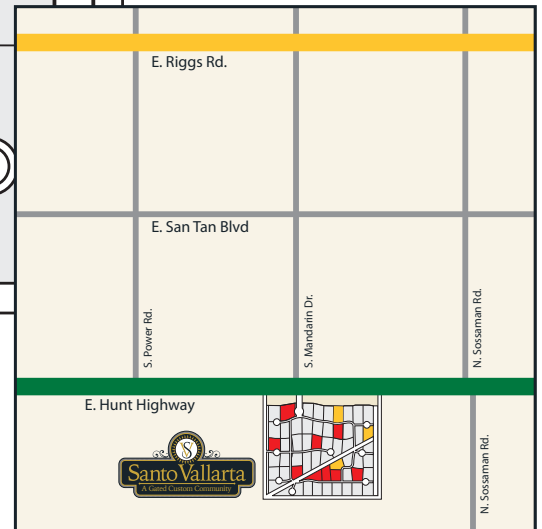 E. Riggs Rd.
E. San Tan Blvd
S. Power Rd.
S. Mandarin Dr.
N. Sossaman Rd.
E. Hunt Highway
S
Santo Vallarta
A Gated Custom Community
N. Sossaman Rd.